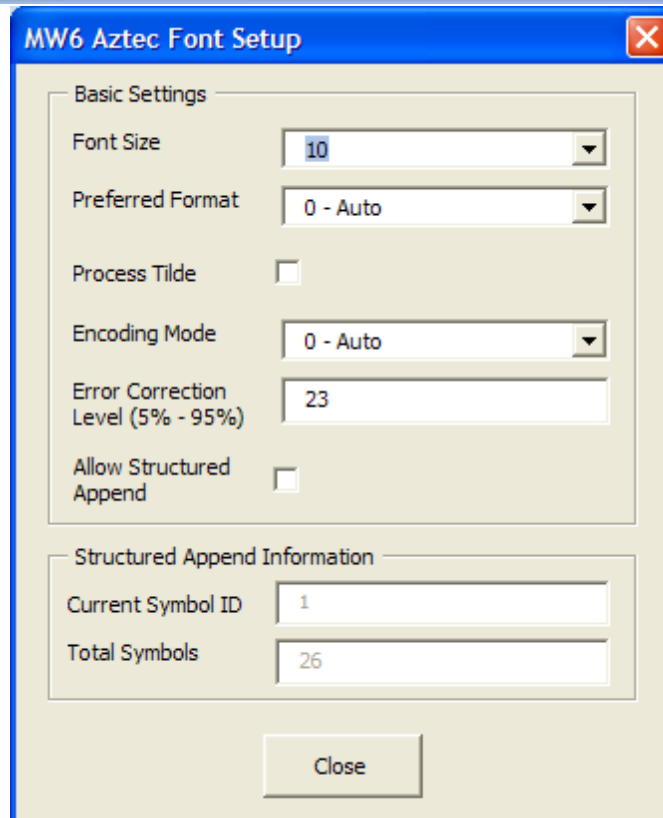 MW6 Aztec Font Setup
Basic Settings
Font Size 10
Preferred Format 0 - Auto
Process Tilde
Encoding Mode 0 - Auto
Error Correction
Level (5% - 95%) 23
Allow Structured
Append
Structured Append Information
Current Symbol ID 1
Total Symbols 26
Close